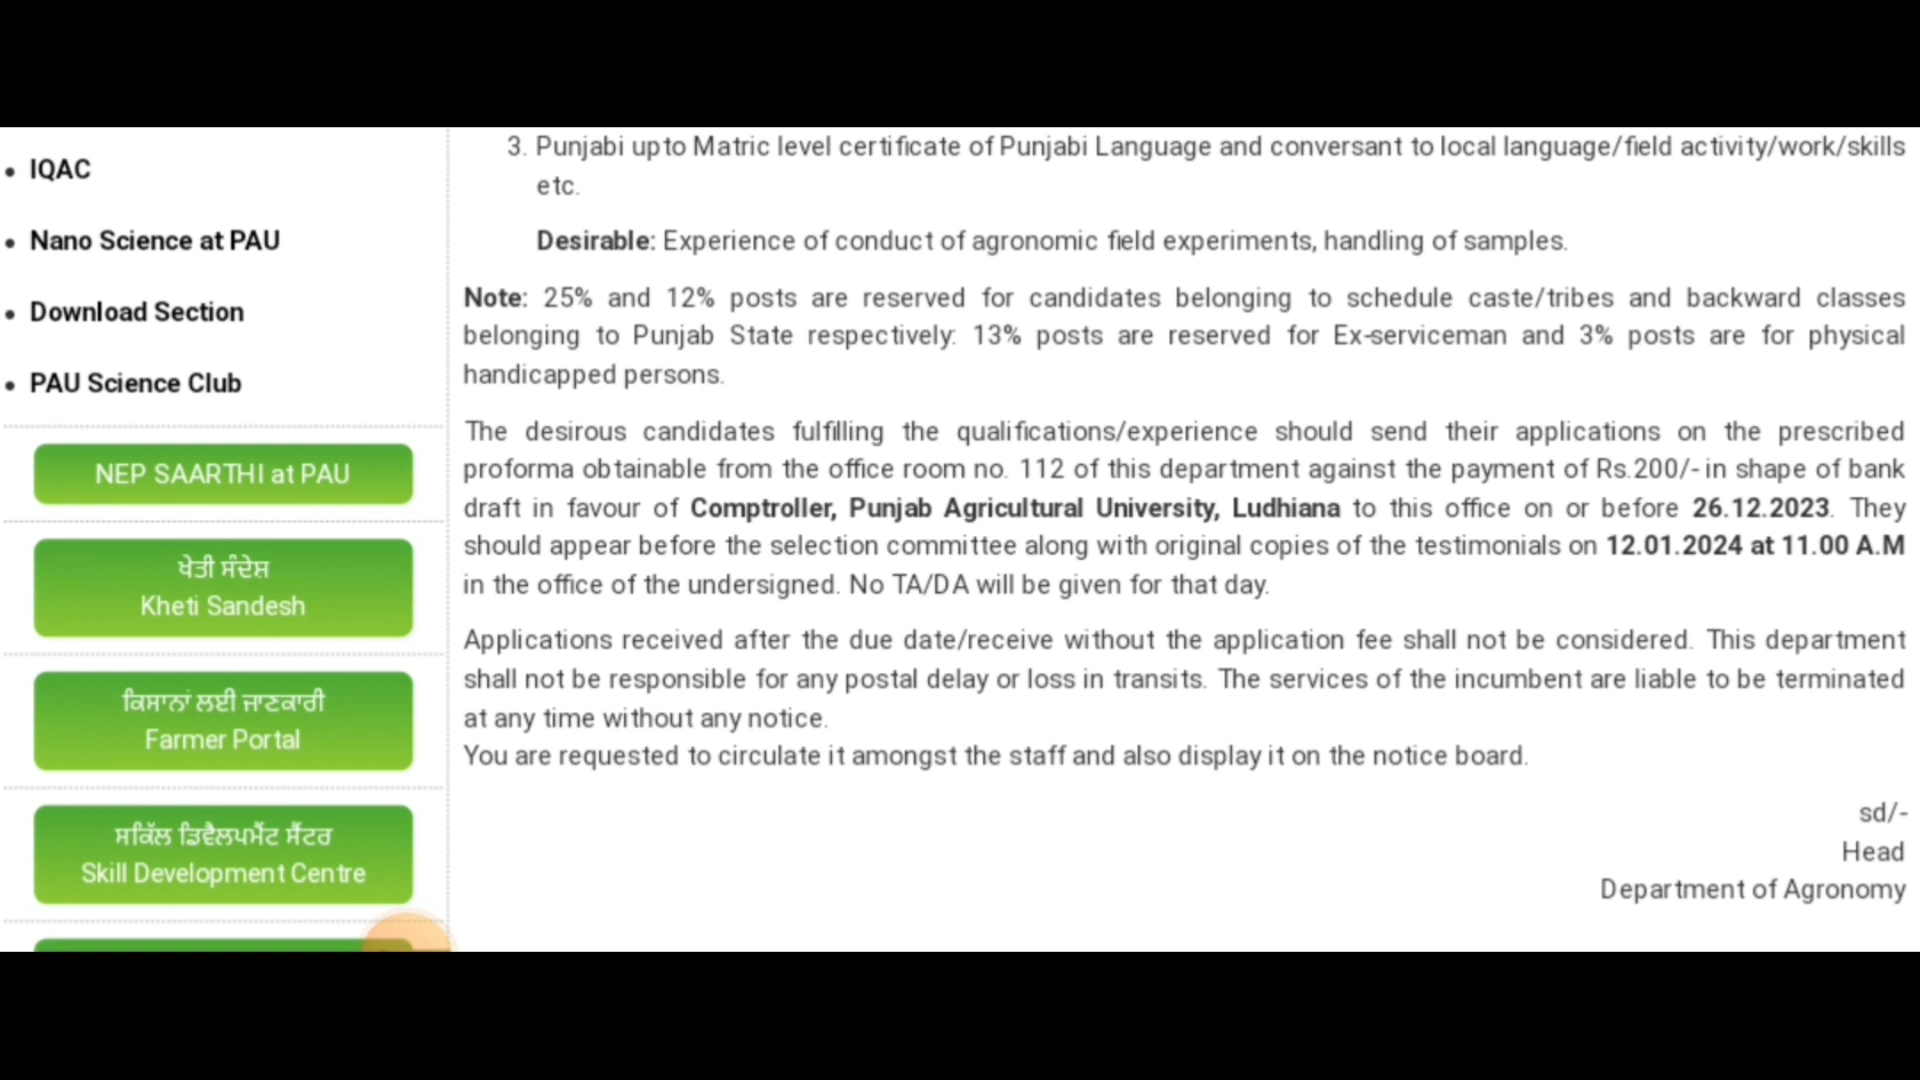 IQAC
Nano Science at PAU
Download Section
PAU Science Club
NEP SAARTHI at PAU
ਖੇਤੀ ਸੰਦੇਸ਼
Kheti Sandesh
ਕਿਸਾਨਾਂ ਲਈ ਜਾਣਕਾਰੀ
Farmer Portal
ਸਕਿੱਲ ਡਿਵੈਲਪਮੈਂਟ ਸੈਂਟਰ
Skill Development Centre
3. Punjabi upto Matric level certificate of Punjabi Language and conversant to local language/field activity/work/skills
etc.
Desirable: Experience of conduct of agronomic field experiments, handling of samples.
Note: 25% and 12% posts are reserved for candidates belonging to schedule caste/tribes and backward classes
belonging to Punjab State respectively: 13% posts are reserved for Ex-serviceman and 3% posts are for physical
handicapped persons.
The desirous candidates fulfilling the qualifications/experience should send their applications on the prescribed
proforma obtainable from the office room no. 112 of this department against the payment of Rs.200/- in shape of bank
draft in favour of Comptroller, Punjab Agricultural University, Ludhiana to this office on or before 26.12.2023. They
should appear before the selection committee along with original copies of the testimonials on 12.01.2024 at 11.00 A.M
in the office of the undersigned. No TA/DA will be given for that day.
Applications received after the due date/receive without the application fee shall not be considered. This department
shall not be responsible for any postal delay or loss in transits. The services of the incumbent are liable to be terminated
at any time without any notice.
You are requested to circulate it amongst the staff and also display it on the notice board.
sd/-
Head
Department of Agronomy